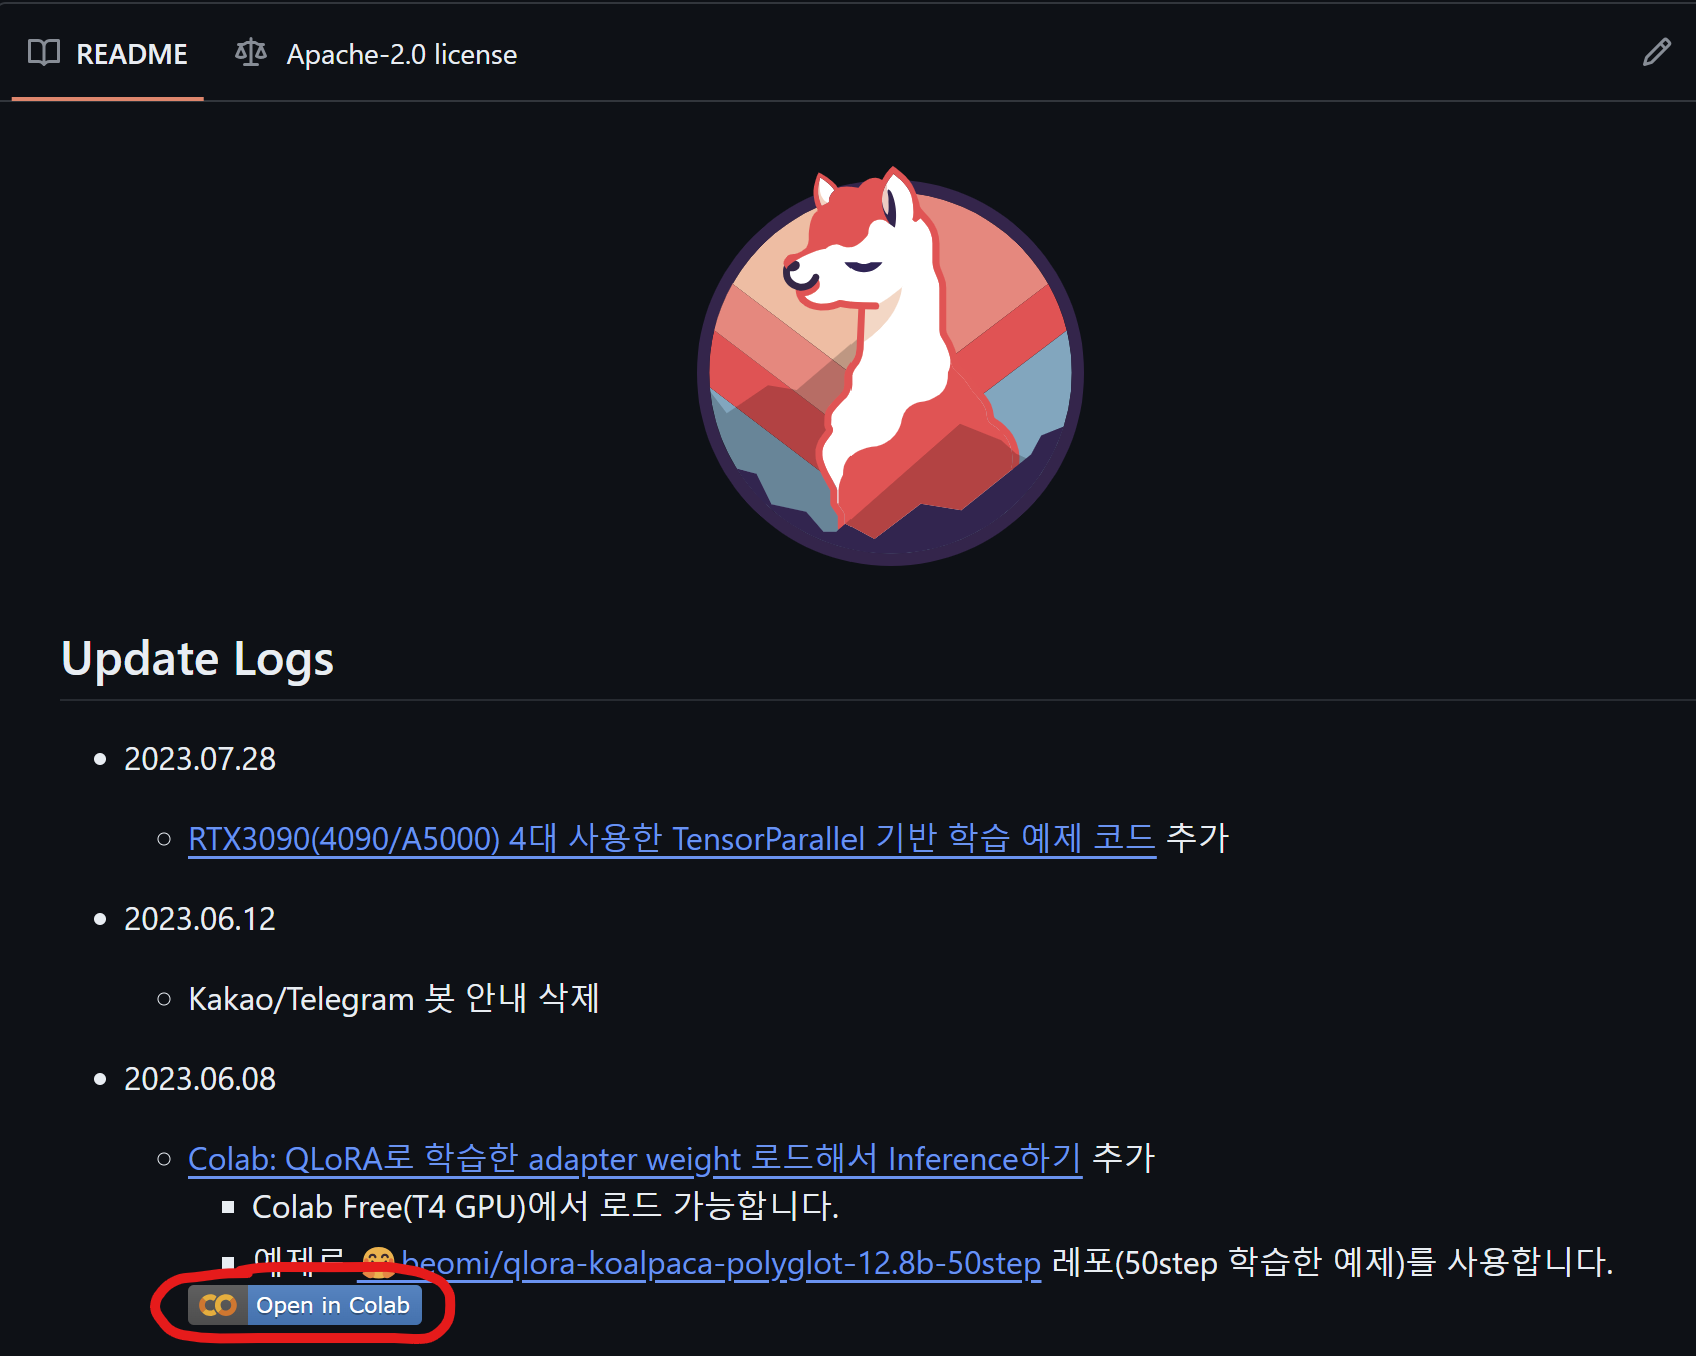 README Apache-2.0 license
Update Logs
2023.07.28
RTX3090(4090/A5000) 4대 사용한 TensorParallel 기반 학습 예제 코드 추가
2023.06.12
Kakao/Telegram 봇 안내 삭제
2023.06.08
Colab: QLoRA로 학습한 adapter weight 로드해서 Inference하기 추가
Colab Free(T4 GPU)에서 로드 가능합니다.
예제로 🤗beomi/qlora-koalpaca-polyglot-12.8b-50step 레포(50step 학습한 예제)를 사용합니다.
Open in Colab